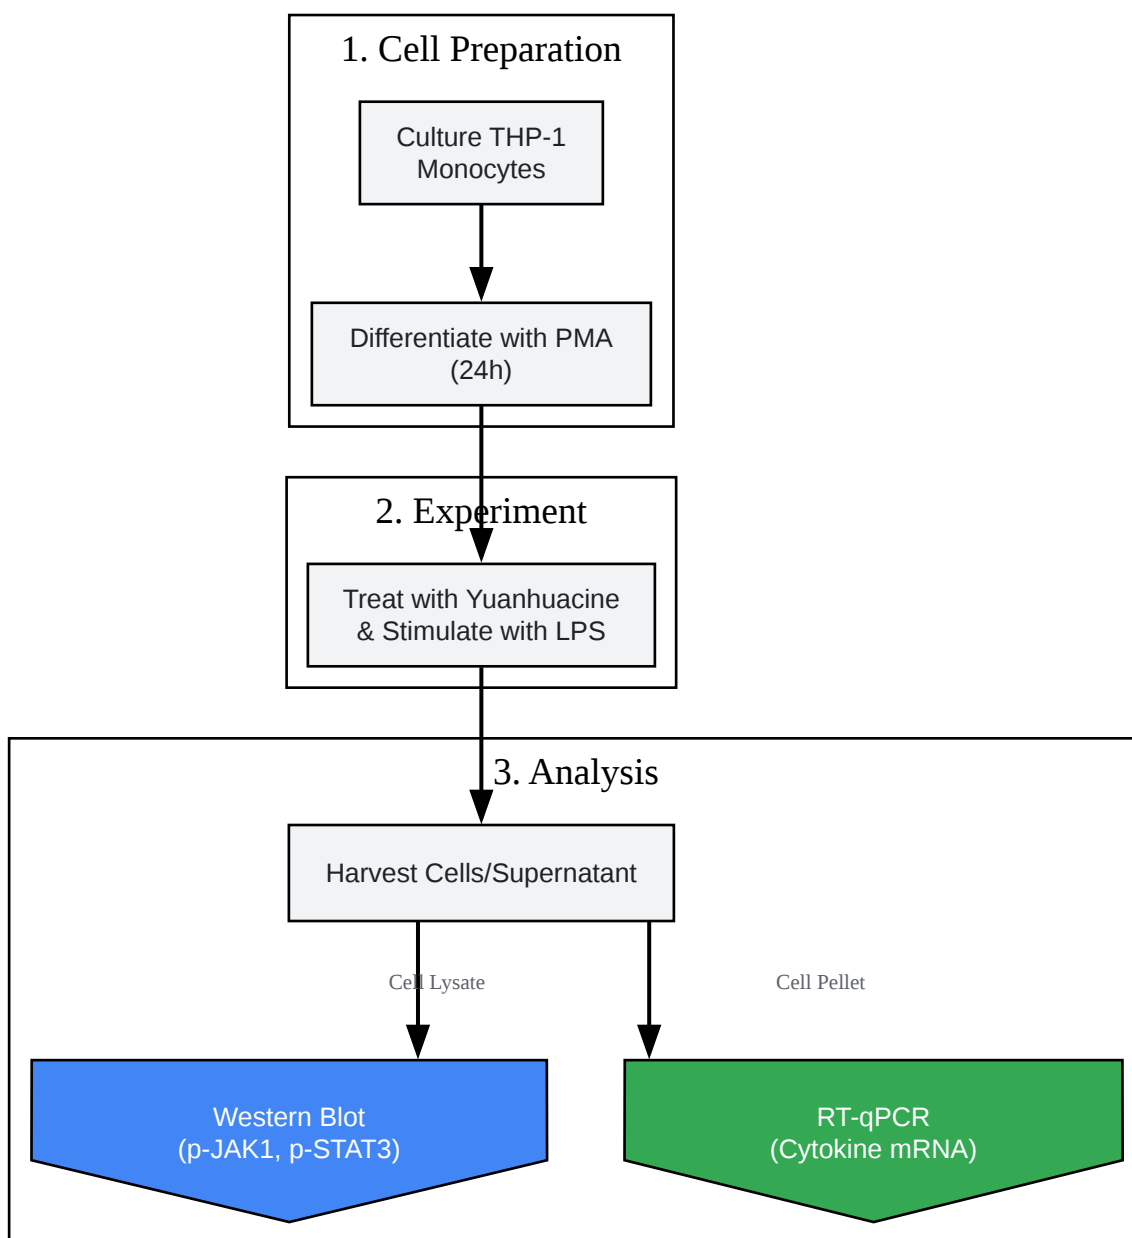 1. Cell Preparation
Culture THP-1
Monocytes
Differentiate with PMA
(24h)
2. Experiment
Treat with Yuanhuacine
& Stimulate with LPS
3. Analysis
Harvest Cells/Supernatant
Cell Lysate
Cell Pellet
Western Blot
(p-JAK1, p-STAT3)
RT-qPCR
(Cytokine mRNA)